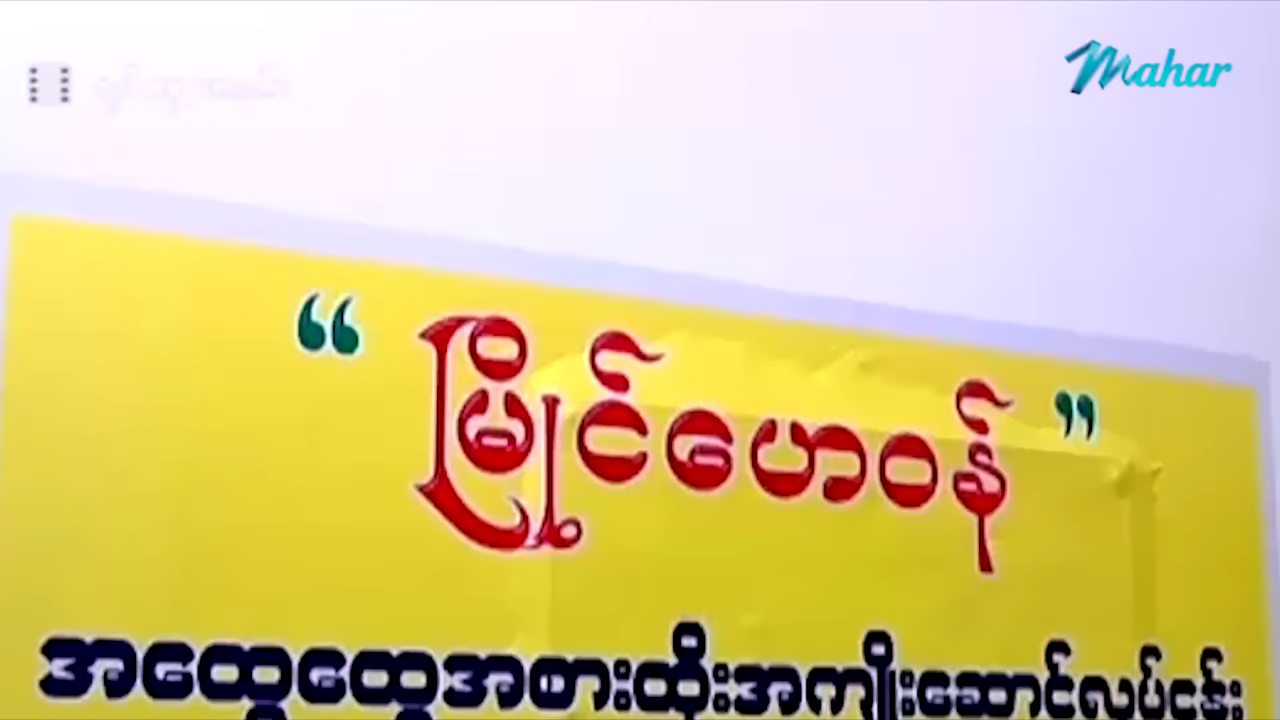 Mahar
“ မြိုင်ဟေဝန် ”
အထွေထွေအစားထိုးအကျိုးဆောင်လုပ်ငန်း